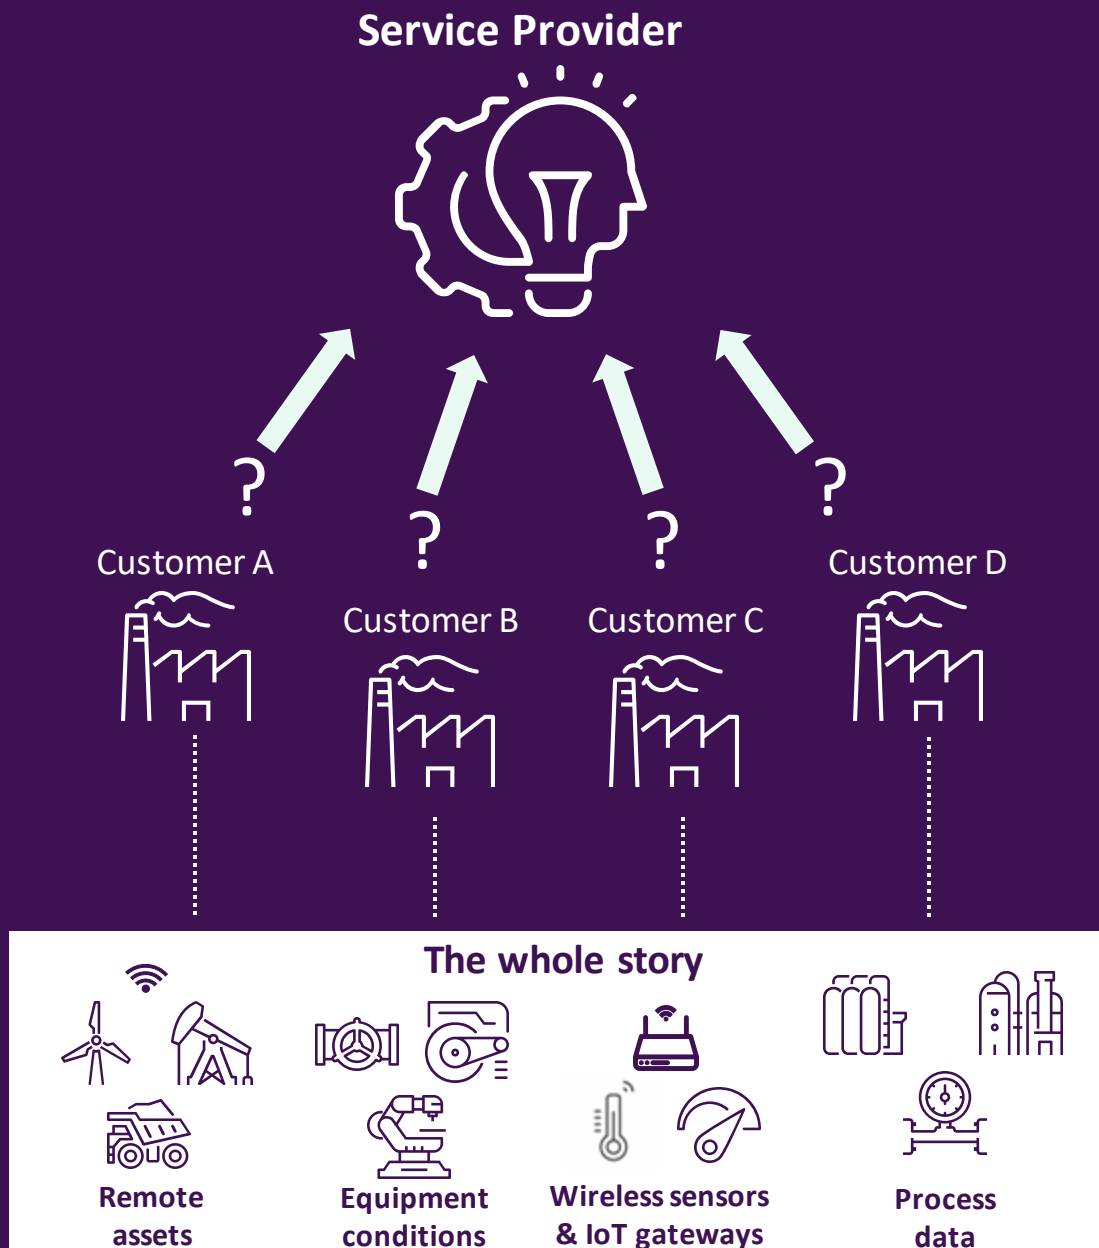 Service Provider
?
?
?
?
Customer A
Customer D
Customer B
Customer C
The whole story
Remote
assets
Equipment
conditions
Wireless sensors
& IoT gateways
Process
data